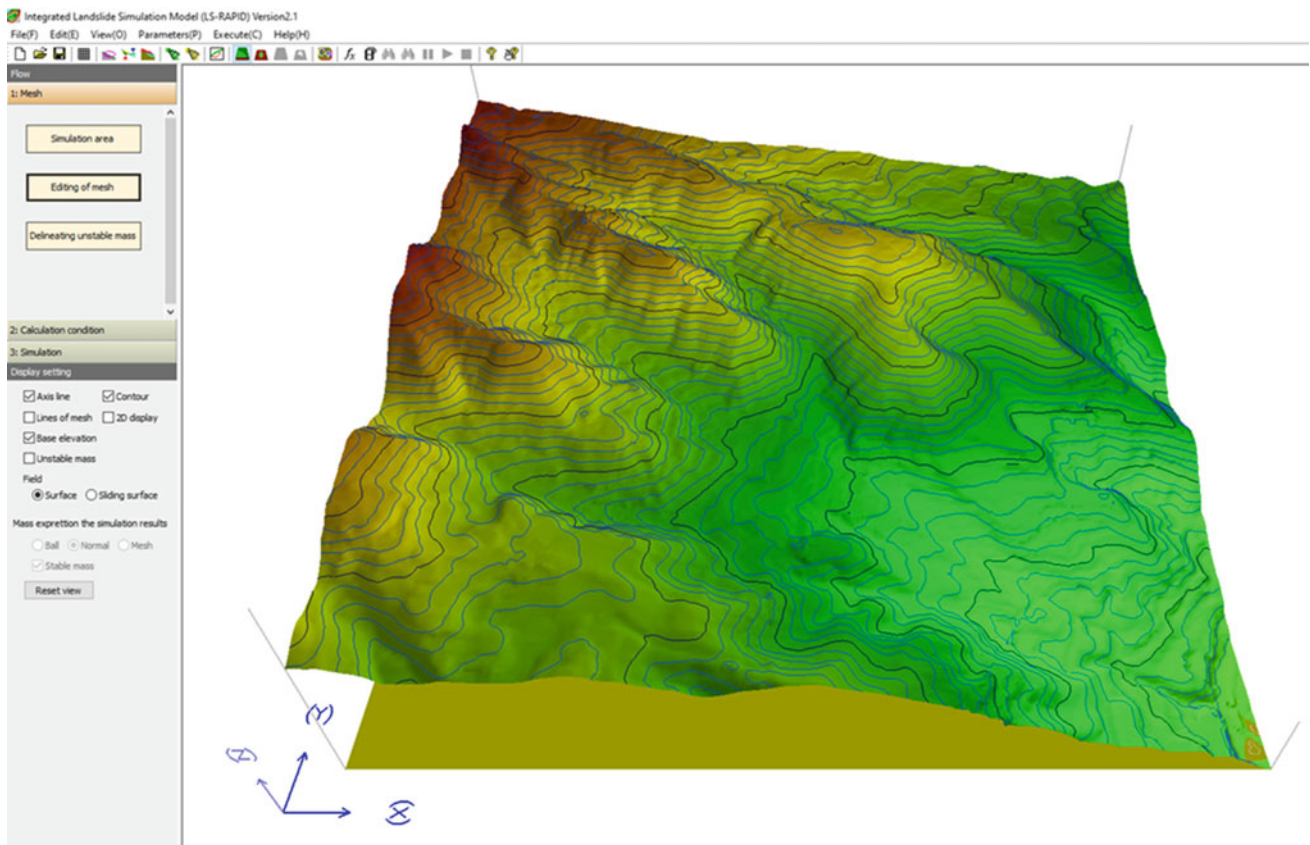 Integrated Landslide Simulation Model (LS-RAPID) Version2.1
File(F) Edit(E) View(O) Parameters(P) Execute(C) Help(H)
Flow
1: Mesh
Simulation area
Editing of mesh
Delineating unstable mass
2: Calculation condition
3: Simulation
Display setting
Axis line Contour
Lines of mesh 2D display
Base elevation
Unstable mass
Field
Surface Sliding surface
Mass exprettion the simulation results
Ball Normal Mesh
Stable mass
Reset view
(Y)
(Z)
(X)